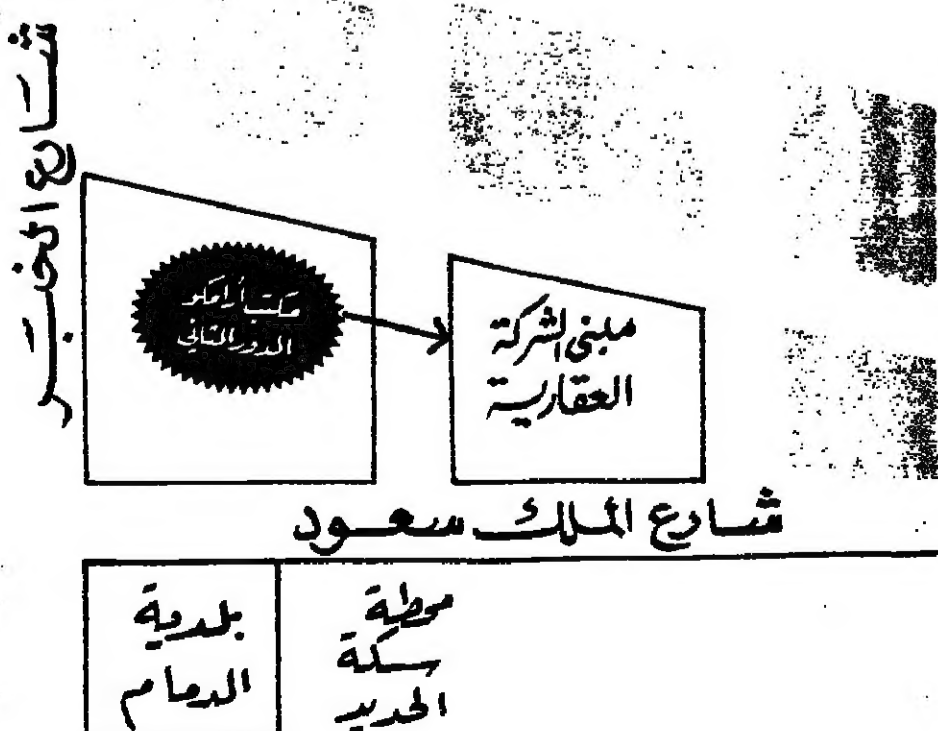 شارع الخبر
مكتب أرامكو
الدور الثاني
مبنى الشركة
العقارية
شارع الملك سعود
بلدية
الدمام
محطة
سكة
الحديد